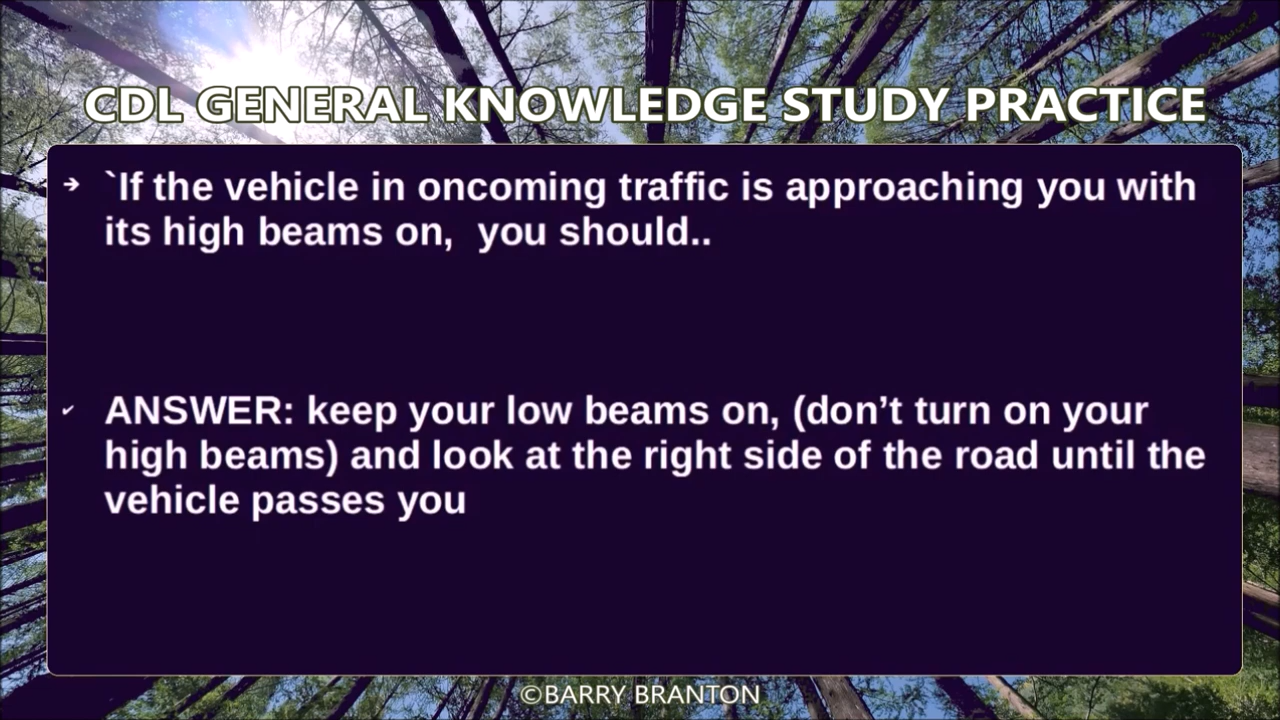 CDL GENERAL KNOWLEDGE STUDY PRACTICE
➔ `If the vehicle in oncoming traffic is approaching you with
its high beams on,  you should..
✔ ANSWER: keep your low beams on, (don’t turn on your
high beams) and look at the right side of the road until the
vehicle passes you
©BARRY BRANTON